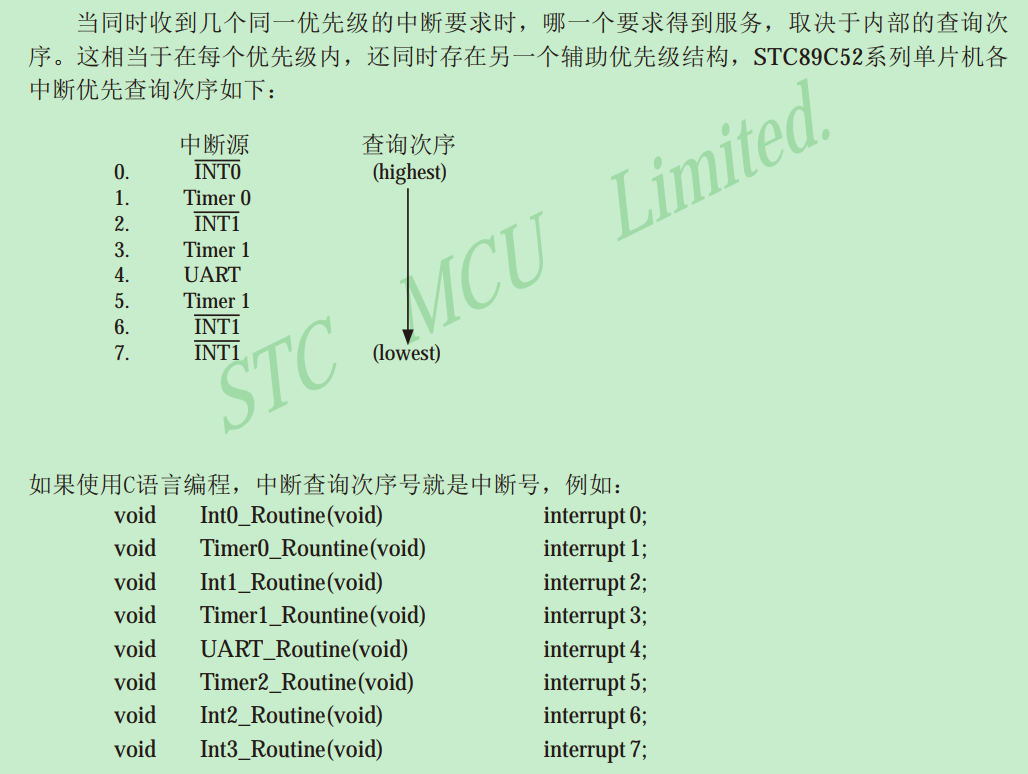 当同时收到几个同一优先级的中断要求时，哪一个要求得到服务，取决于内部的查询次
序。这相当于在每个优先级内，还同时存在另一个辅助优先级结构，STC89C52系列单片机各
中断优先查询次序如下：
中断源 查询次序
0. INT0 (highest)
1. Timer 0
2. INT1
3. Timer 1
4. UART
5. Timer 1
6. INT1
7. INT1 (lowest)
STC MCU Limited.
如果使用C语言编程，中断查询次序号就是中断号，例如：
void Int0_Routine(void) interrupt 0;
void Timer0_Rountine(void) interrupt 1;
void Int1_Routine(void) interrupt 2;
void Timer1_Rountine(void) interrupt 3;
void UART_Routine(void) interrupt 4;
void Timer2_Routine(void) interrupt 5;
void Int2_Routine(void) interrupt 6;
void Int3_Routine(void) interrupt 7;